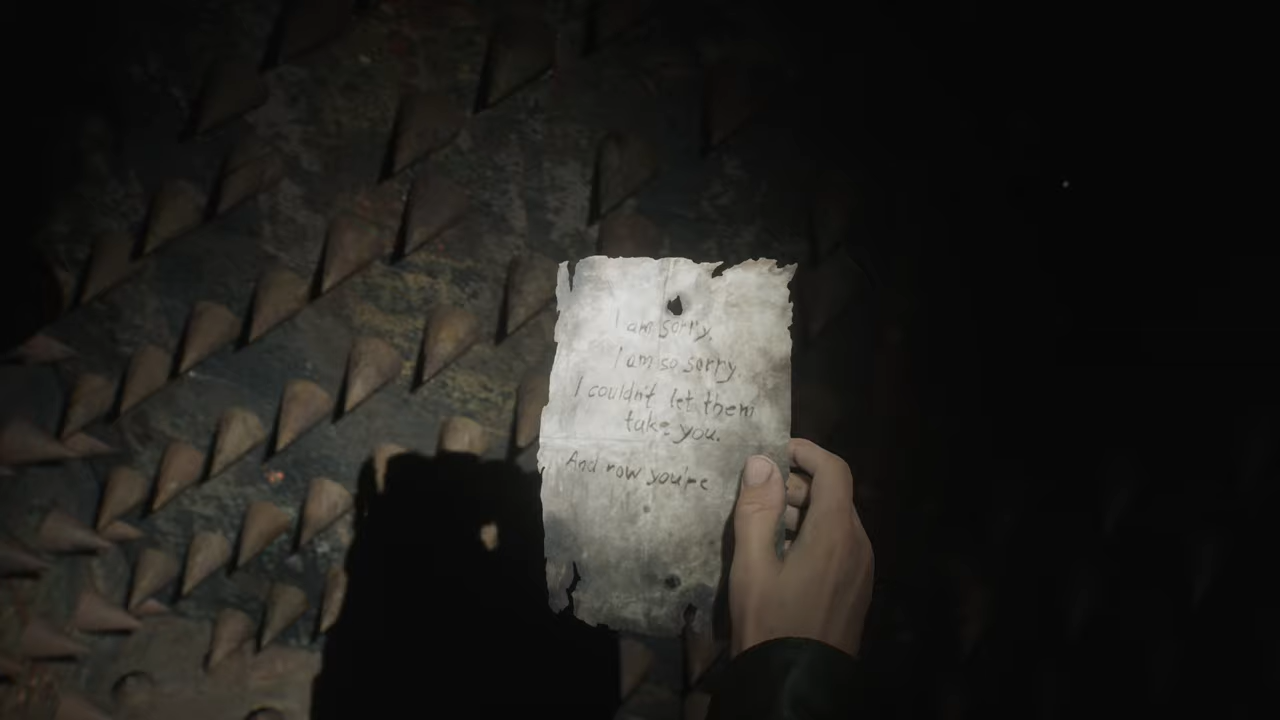 I am sorry.
I am so sorry.
I couldn't let them
take you.
And now you're